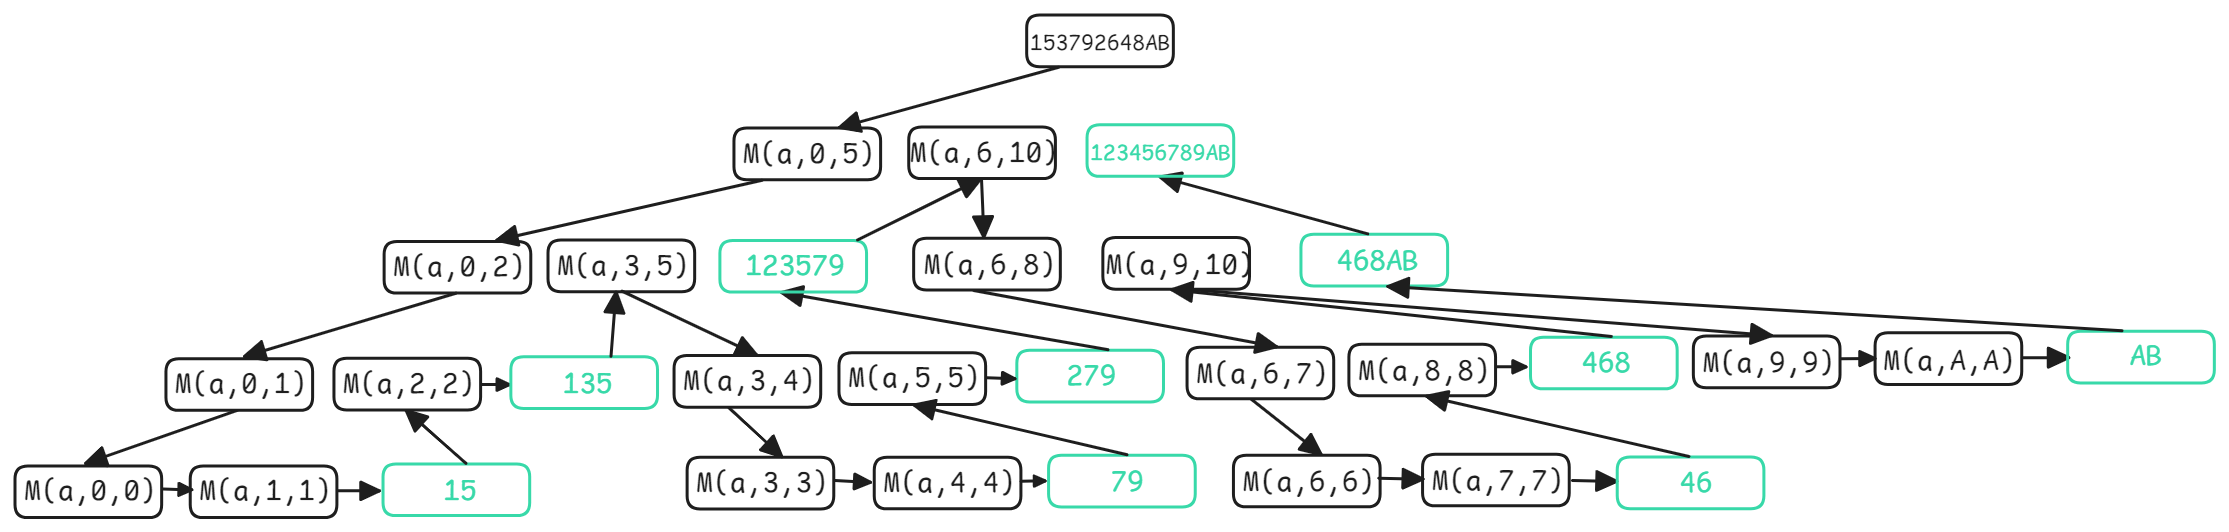 153792648AB
M(a,0,5)
M(a,6,10)
123456789AB
M(a,0,2)
M(a,3,5)
123579
M(a,6,8)
M(a,9,10)
468AB
M(a,0,1)
M(a,2,2)
135
M(a,3,4)
M(a,5,5)
279
M(a,6,7)
M(a,8,8)
468
M(a,9,9)
M(a,A,A)
AB
M(a,0,0)
M(a,1,1)
15
M(a,3,3)
M(a,4,4)
79
M(a,6,6)
M(a,7,7)
46